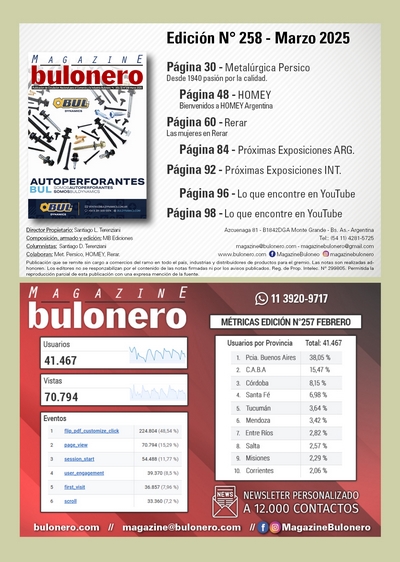 Edición N° 258 - Marzo 2025
MAGAZINE
bulonero
BUL
DYNAMICS
AUTOPERFORANTES
BUL SOMOS AUTOPERFORANTES
SOMOS BULDYNAMICS
BUL
Página 30 - Metalúrgica Persico
Desde 1940 pasión por la calidad.
Página 48 - HOMEY
Bienvenidos a HOMEY Argentina
Página 60 - Rerar
Las mujeres en Rerar
Página 84 - Próximas Exposiciones ARG.
Página 92 - Próximas Exposiciones INT.
Página 96 - Lo que encontre en YouTube
Página 98 - Lo que encontre en YouTube
Director Propietario: Santiago L. Terenziani
Composición, armado y edición: MB Ediciones
Columnistas: Santiago D. Terenziani
Colaboran: Met. Persico, HOMEY, Rerar.
Azcuenaga 81 - B1842DGA Monte Grande - Bs. As.- Argentina
Tel.: (54 11) 4281-5725
magazine@bulonero.com - magazinebulonero@gmail.com
www.bulonero.com MagazineBulonero magazinebulonero
Publicación que se remite sin cargo a comercios del ramo en todo el país, industrias y distribuidores de productos para el gremio. Las notas son realizadas ad-
honorem. Los editores no se responzabilizan por el contenido de las notas firmadas ni por los avisos publicados. Reg. de Prop. Intelec. Nº 299805. Permitida la
reproducción parcial de esta publicación con una expresa mención de la fuente.
MAGAZINE
bulonero
11 3920-9717
MÉTRICAS EDICIÓN N°257 FEBRERO
Usuarios
41.467
Vistas
70.794
Eventos
1 flip_pdf_customize_click 224.804 (48,54 %)
2 page_view 70.794 (15,29 %)
3 session_start 54.488 (11,77 %)
4 user_engagement 39.370 (8,5 %)
5 first_visit 36.857 (7,96 %)
6 scroll 33.360 (7,2 %)
Usuarios por Provincia Total: 41.467
1. Pcia. Buenos Aires 38,05 %
2. C.A.B.A 15,47 %
3. Córdoba 8,15 %
4. Santa Fé 6,98 %
5. Tucumán 3,64 %
6. Mendoza 3,42 %
7. Entre Ríos 2,82 %
8. Salta 2,57 %
9. Misiones 2,29 %
10. Corrientes 2,06 %
NEWS
NEWSLETER PERSONALIZADO
A 12.000 CONTACTOS
bulonero.com // magazine@bulonero.com // MagazineBulonero